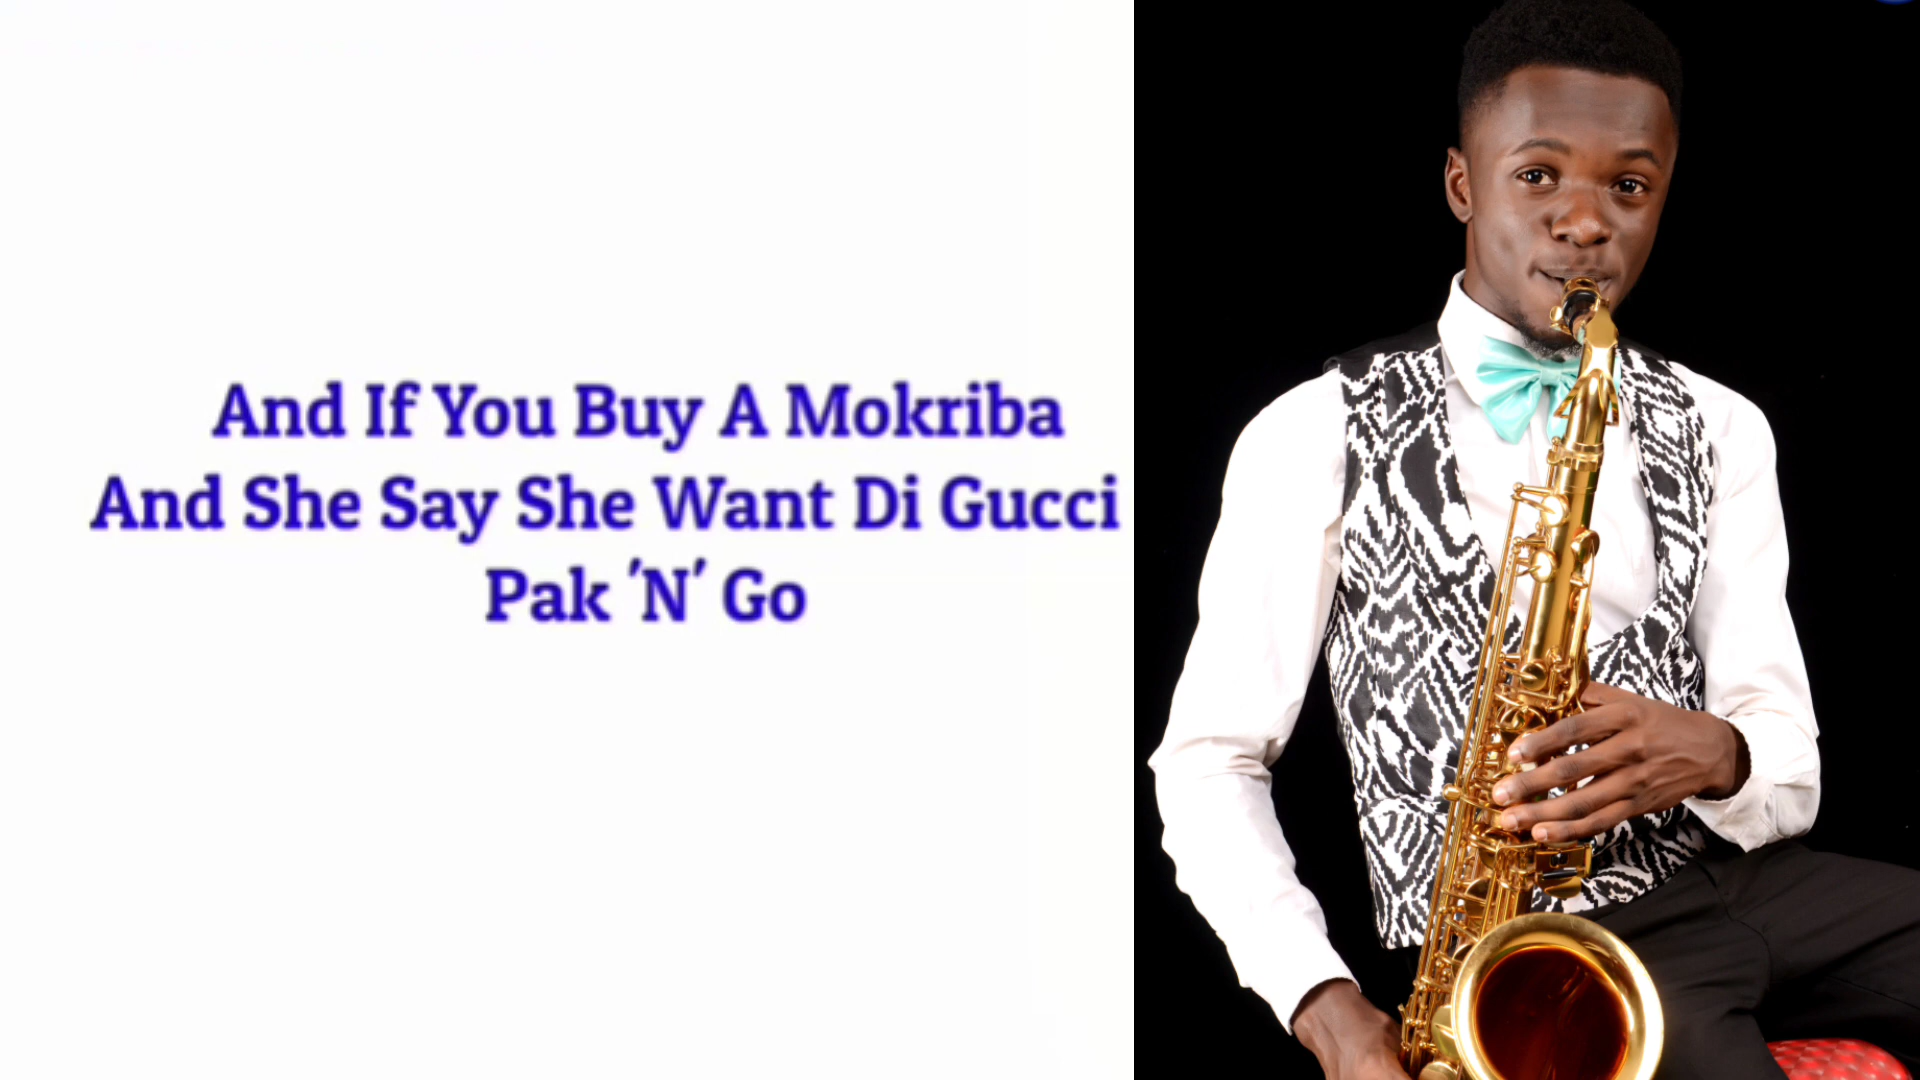 And If You Buy A Mokriba
And She Say She Want Di Gucci
Pak 'N' Go